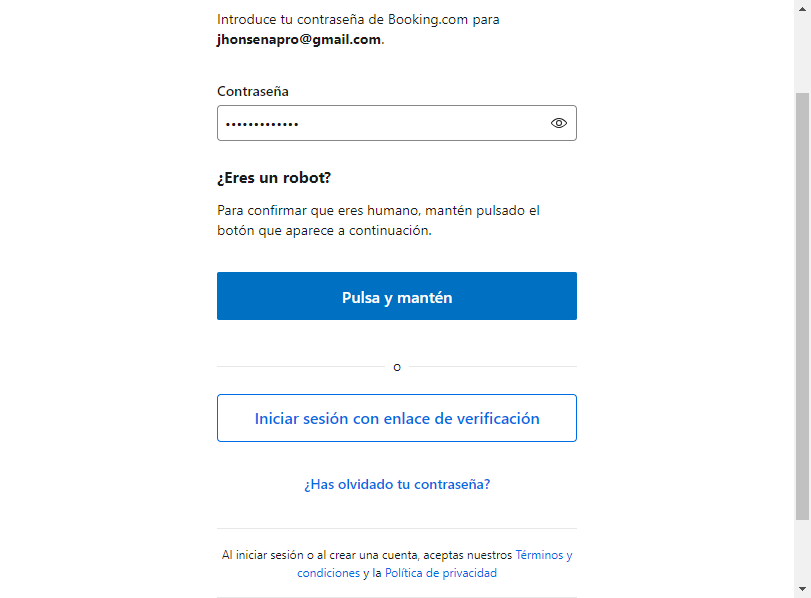 Introduce tu contraseña de Booking.com para
jhonsenapro@gmail.com.
Contraseña
•••••••••••••
¿Eres un robot?
Para confirmar que eres humano, mantén pulsado el
botón que aparece a continuación.
Pulsa y mantén
o
Iniciar sesión con enlace de verificación
¿Has olvidado tu contraseña?
Al iniciar sesión o al crear una cuenta, aceptas nuestros Términos y
condiciones y la Política de privacidad